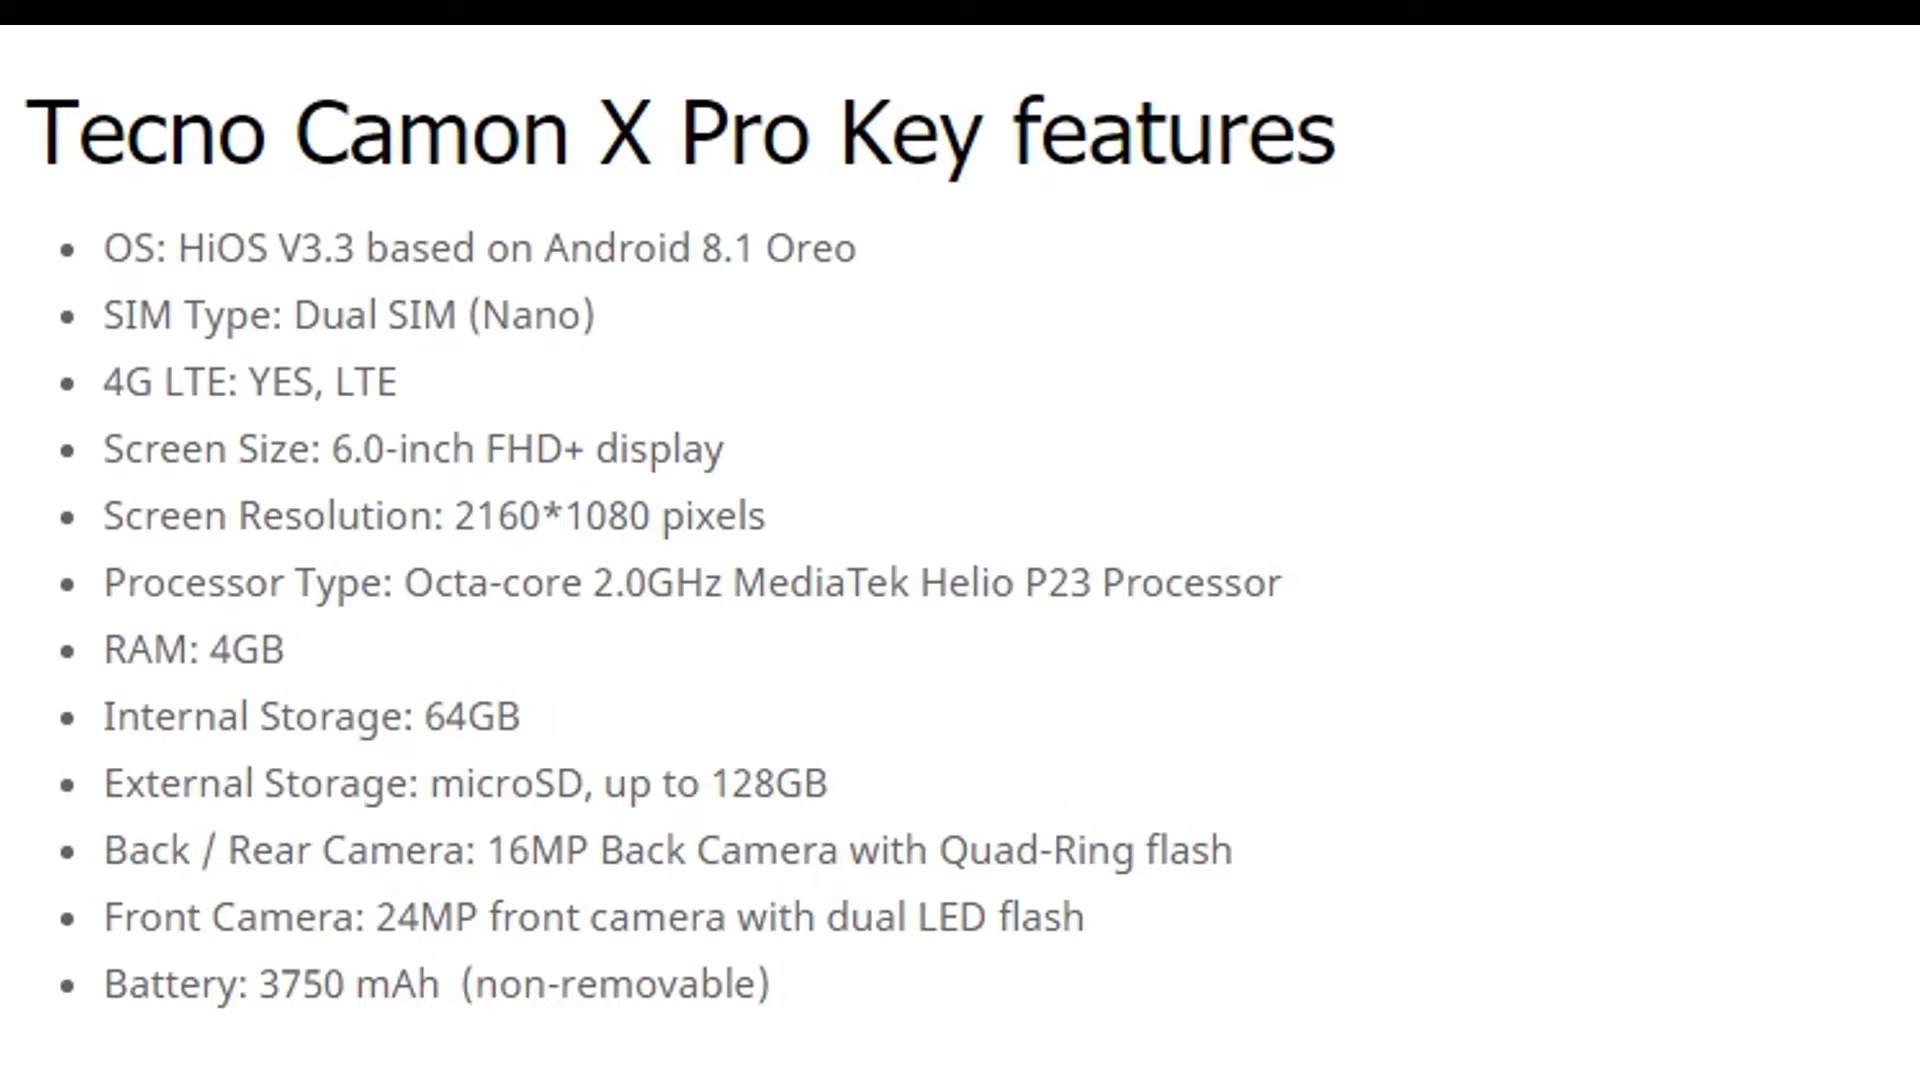 Tecno Camon X Pro Key features
• OS: HiOS V3.3 based on Android 8.1 Oreo
• SIM Type: Dual SIM (Nano)
• 4G LTE: YES, LTE
• Screen Size: 6.0-inch FHD+ display
• Screen Resolution: 2160*1080 pixels
• Processor Type: Octa-core 2.0GHz MediaTek Helio P23 Processor
• RAM: 4GB
• Internal Storage: 64GB
• External Storage: microSD, up to 128GB
• Back / Rear Camera: 16MP Back Camera with Quad-Ring flash
• Front Camera: 24MP front camera with dual LED flash
• Battery: 3750 mAh  (non-removable)